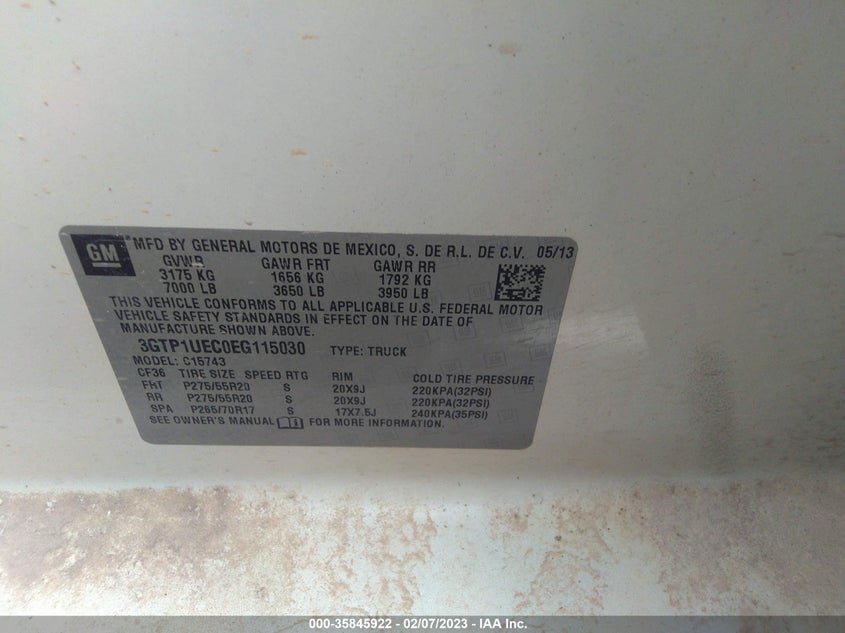 GM
MFD BY GENERAL MOTORS DE MEXICO, S. DE R.L. DE C.V. 05/13
GVWR GAWR FRT GAWR RR
3175 KG 1656 KG 1792 KG
7000 LB 3650 LB 3950 LB
THIS VEHICLE CONFORMS TO ALL APPLICABLE U.S. FEDERAL MOTOR
VEHICLE SAFETY STANDARDS IN EFFECT ON THE DATE OF
MANUFACTURE SHOWN ABOVE.
3GTP1UEC0EG115030 TYPE: TRUCK
MODEL: C15743
CF36 TIRE SIZE SPEED RTG RIM COLD TIRE PRESSURE
FHT P275/55R20 S 20X9J 220KPA(32PSI)
RR P275/55R20 S 20X9J 220KPA(32PSI)
SPA P265/70R17 S 17X7.5J 240KPA(35PSI)
SEE OWNER'S MANUAL FOR MORE INFORMATION.
000-35845922 - 02/07/2023 - IAA Inc.